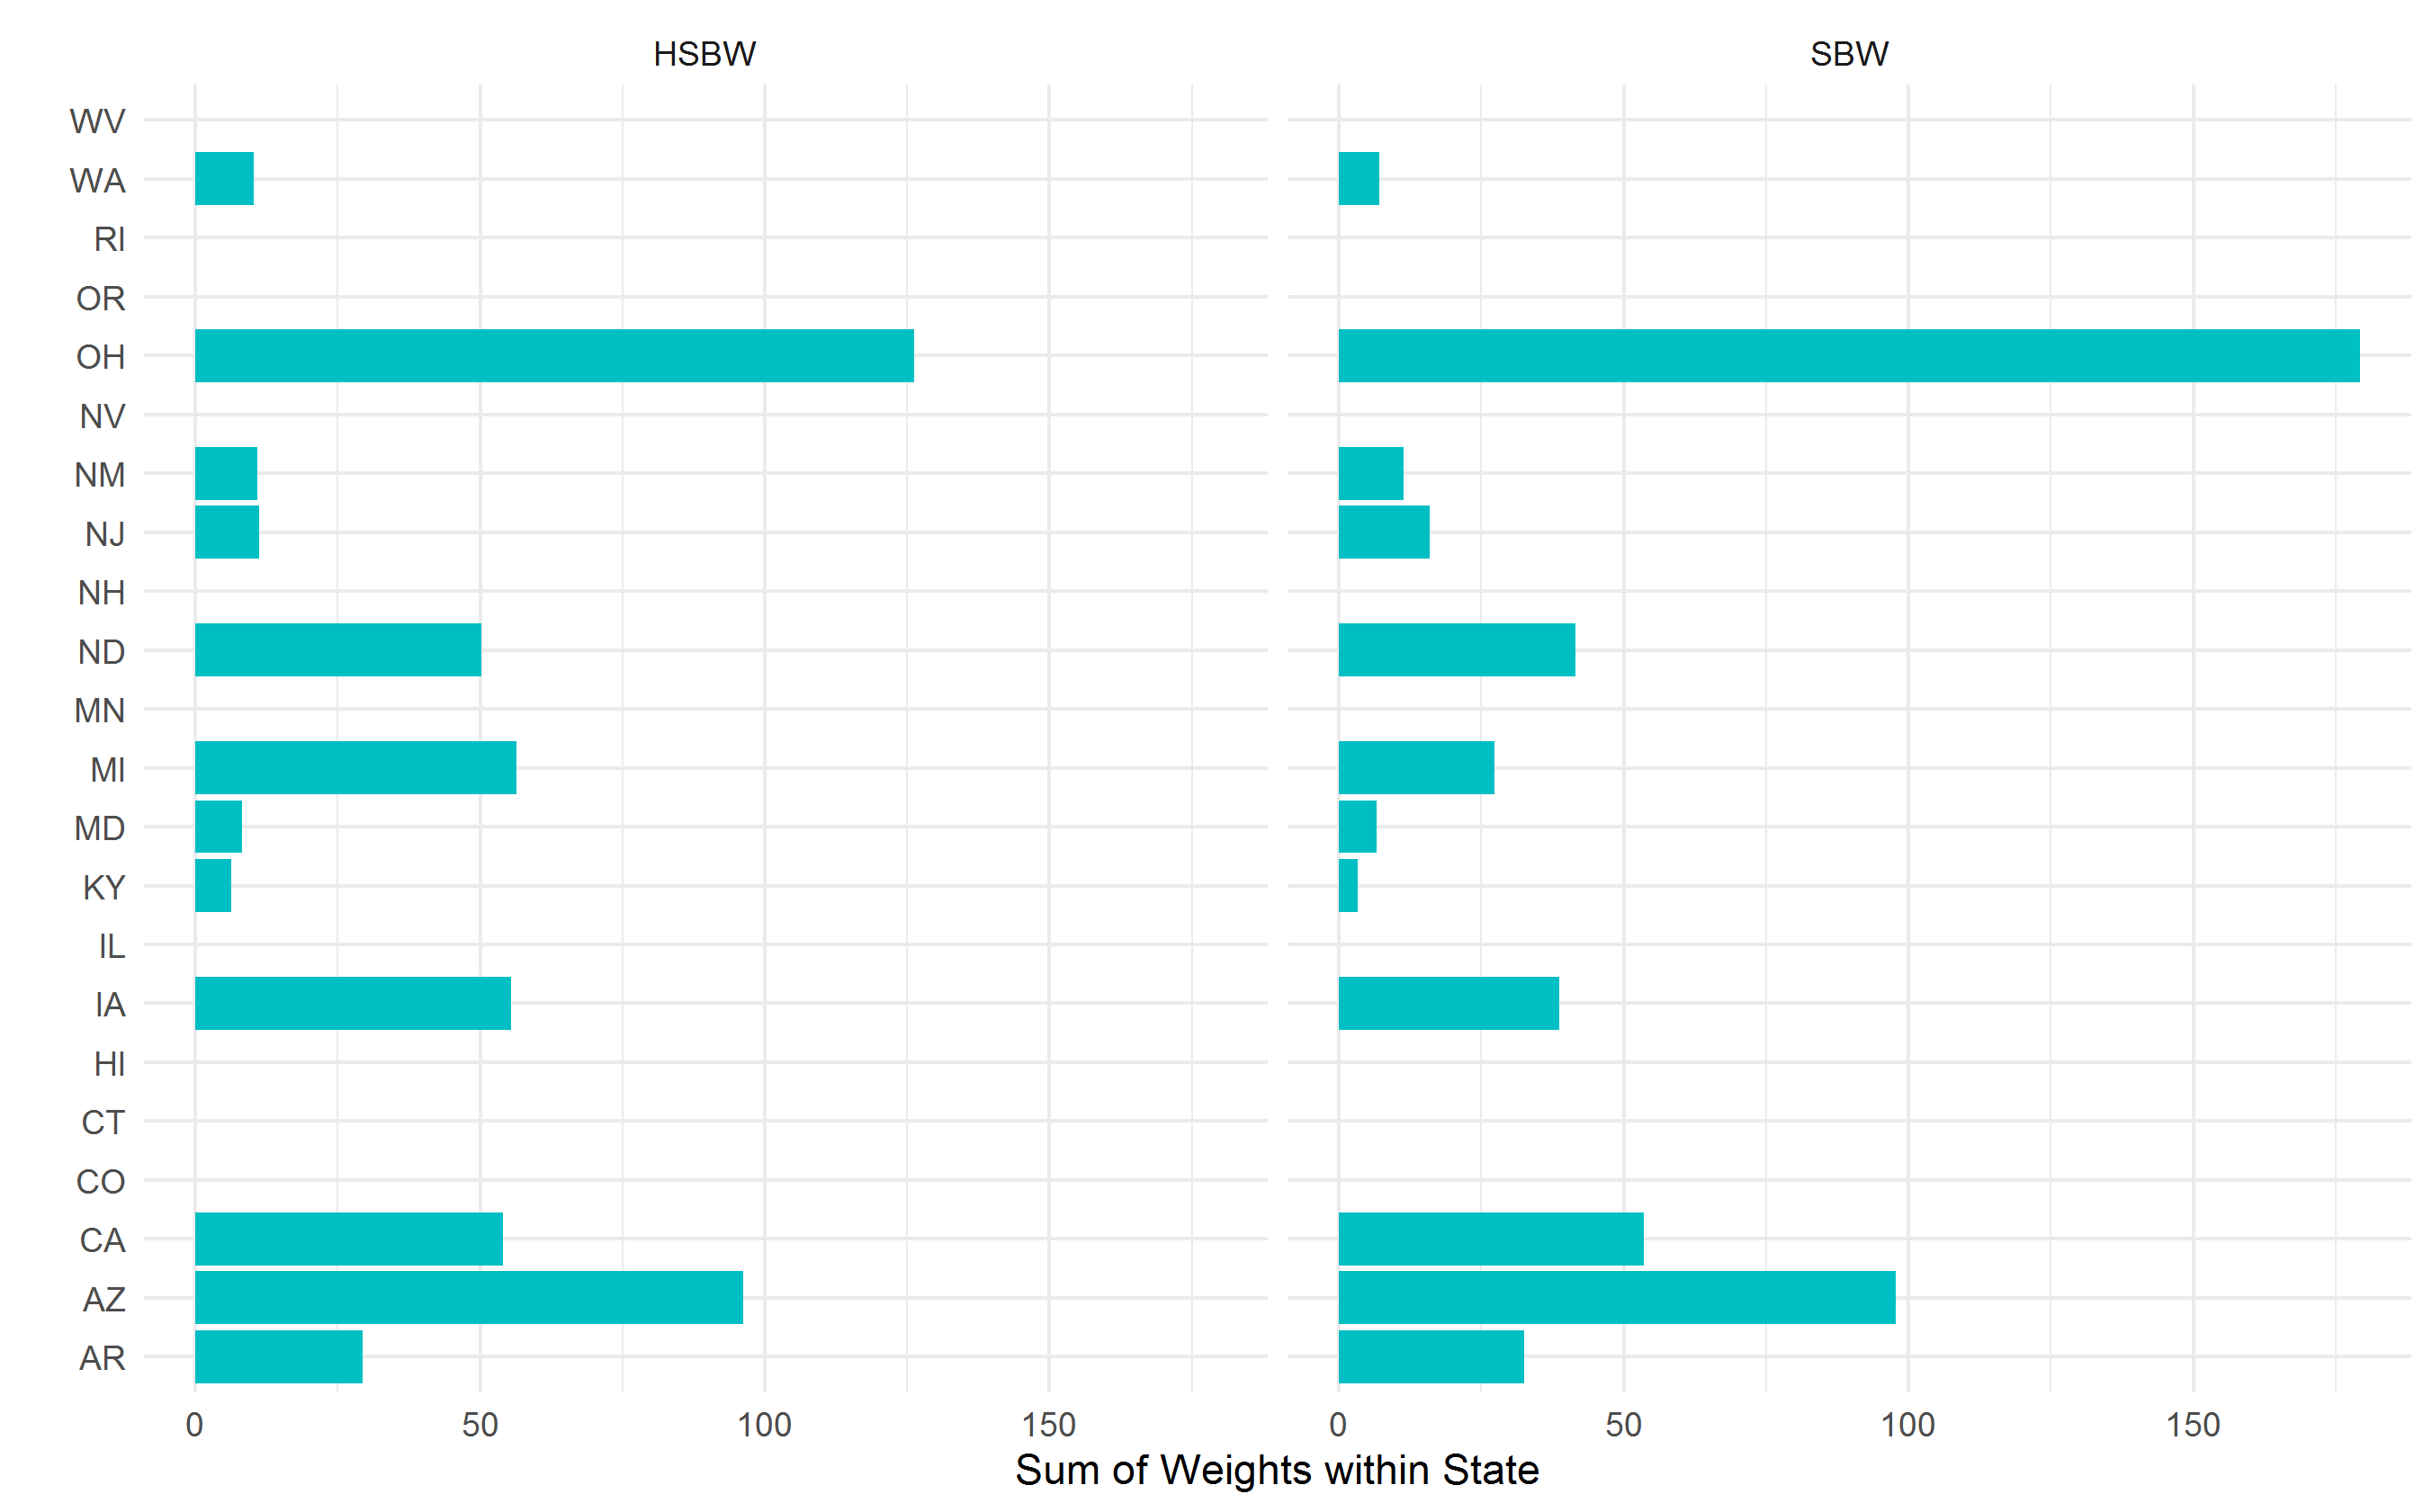 HSBW SBW
WV
WA
RI
OR
OH
NV
NM
NJ
NH
ND
MN
MI
MD
KY
IL
IA
HI
CT
CO
CA
AZ
AR
0 50 100 150 0 50 100 150
Sum of Weights within State